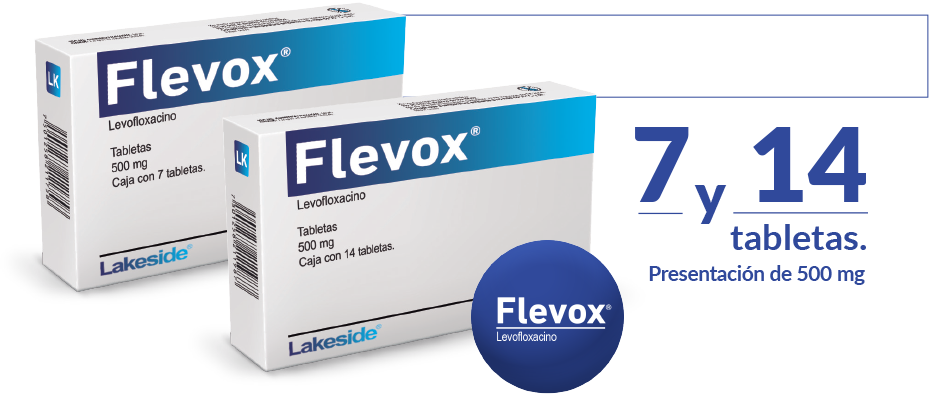 LK
Flevox®
Levofloxacino
Tabletas
500 mg
Caja con 7 tabletas.
Lakeside®
LK
Flevox®
Levofloxacino
Tabletas
500 mg
Caja con 14 tabletas.
Lakeside®
Flevox®
Levofloxacino
7 y 14
tabletas.
Presentación de 500 mg